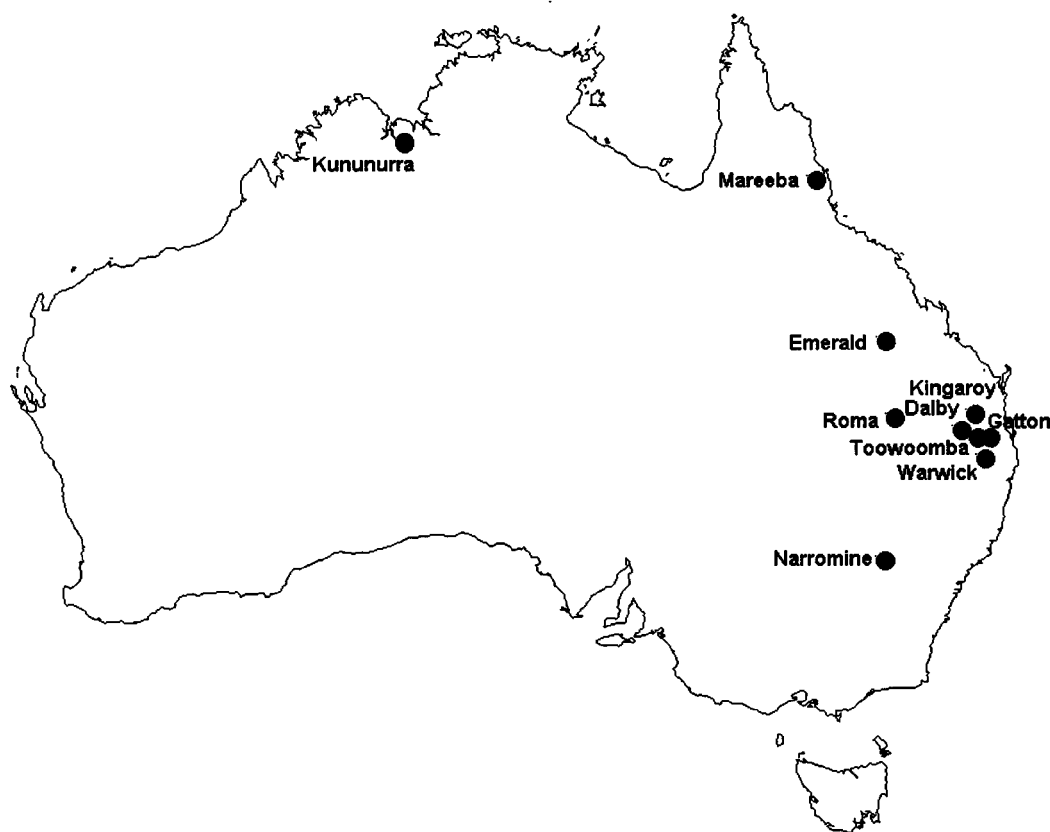 Kununurra
Mareeba
Emerald
Kingaroy
Dalby
Roma
Gatton
Toowoomba
Warwick
Narromine